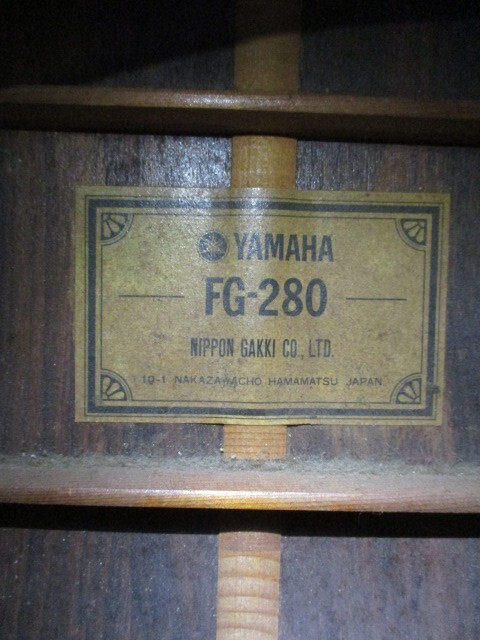 YAMAHA
FG-280
NIPPON GAKKI CO., LTD.
10-1 NAKAZAWACHO HAMAMATSU JAPAN